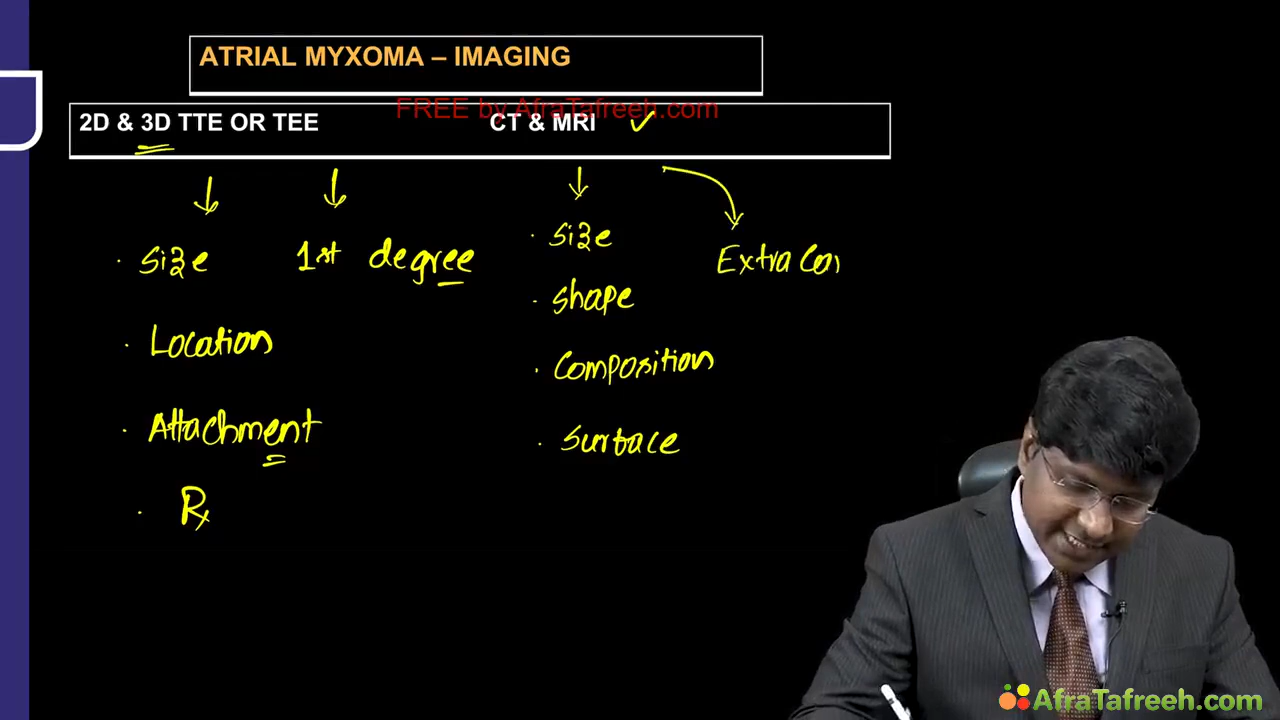 ATRIAL MYXOMA – IMAGING
FREE by AfraTafreeh.com
2D & 3D TTE OR TEE
CT & MRI ✓
. Size
. Location
. Attachment
. Rx
1st degree
. Size
. Shape
. Composition
. Surface
Extra Car
AfraTafreeh.com